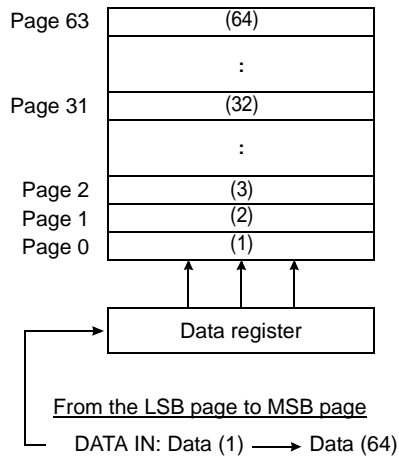 Page 63 (64)
:
Page 31 (32)
:
Page 2 (3)
Page 1 (2)
Page 0 (1)
Data register
From the LSB page to MSB page
DATA IN: Data (1) Data (64)